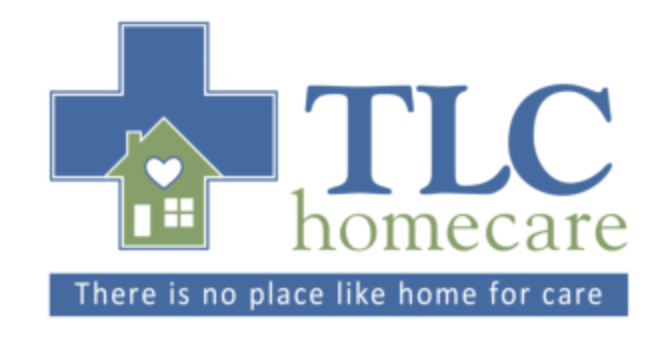 TLC
homecare
There is no place like home for care